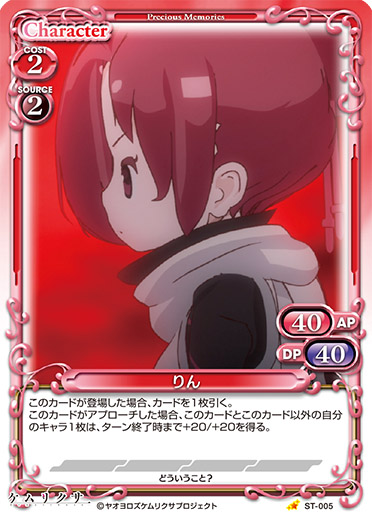 Precious Memories
Character
COST
2
SOURCE
2
40 AP
DP 40
りん
このカードが登場した場合、カードを1枚引く。
このカードがアプローチした場合、このカードとこのカード以外の自分
のキャラ1枚は、ターン終了時まで+20/+20を得る。
どういうこと?
ケムリクサ
©ヤオヨロズケムリクサプロジェクト
ST-005